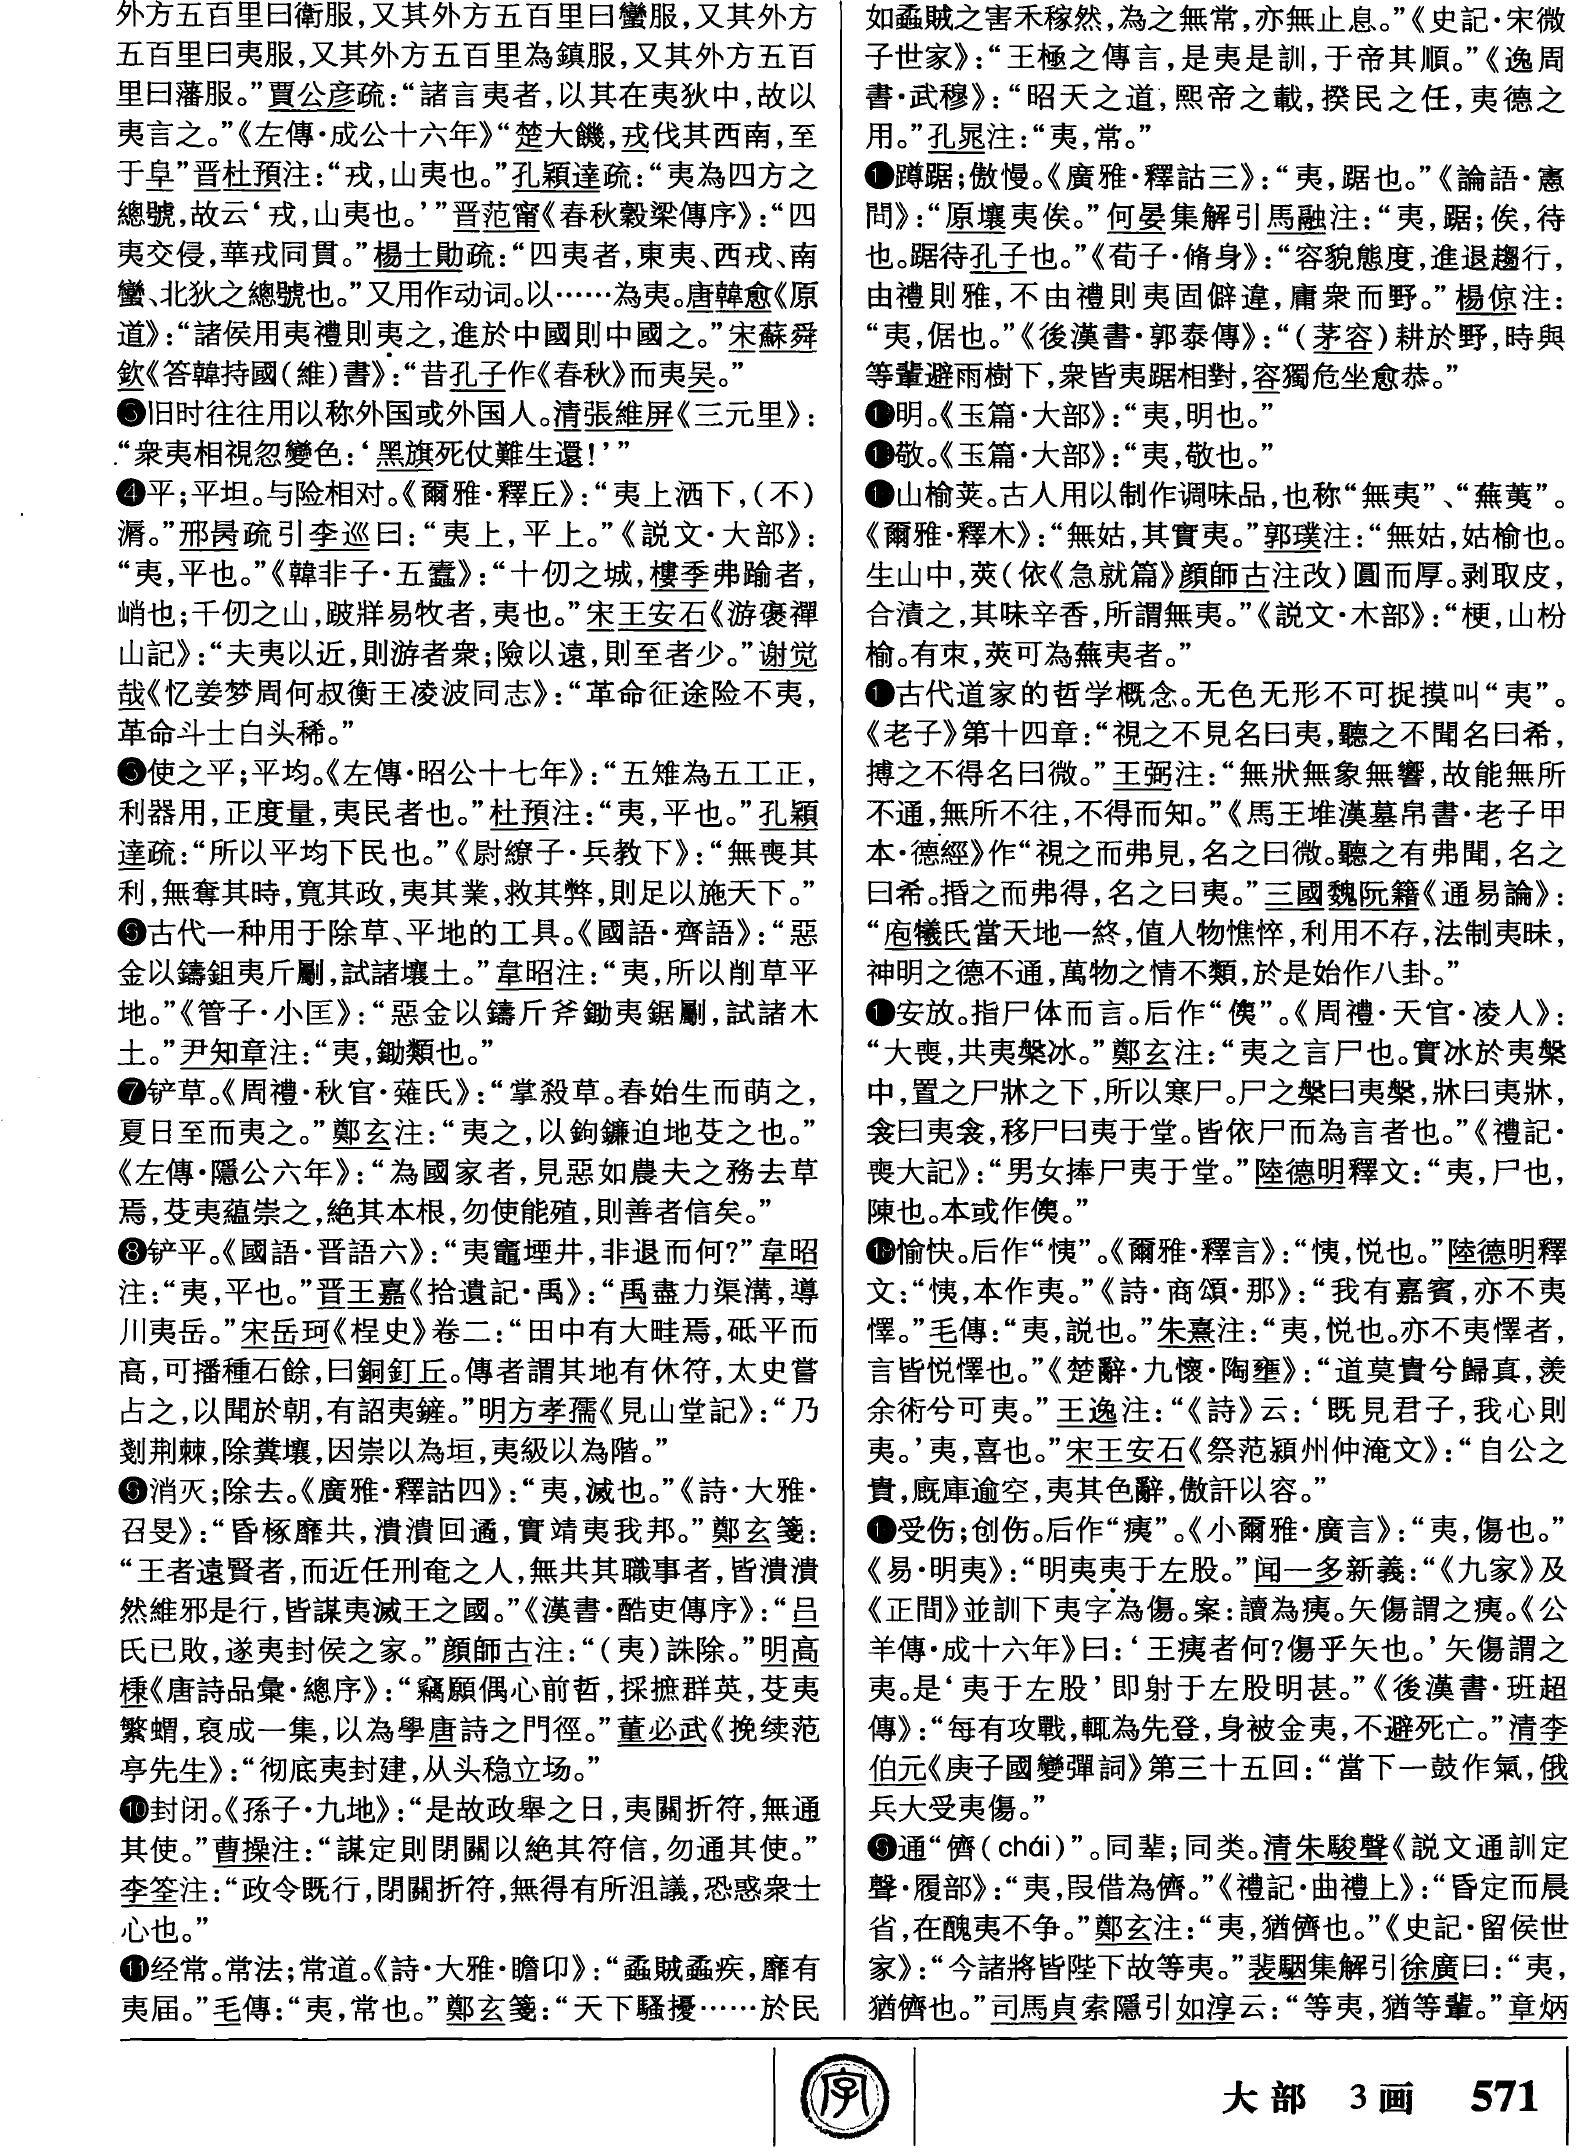 外方五百里曰衛服，又其外方五百里曰蠻服，又其外方
五百里曰夷服，又其外方五百里為鎮服，又其外方五百
里曰藩服。”賈公彦疏：“諸言夷者，以其在夷狄中，故以
夷言之。”《左傳·成公十六年》“楚大饑，戎伐其西南，至
于阜”晋杜預注：“戎，山夷也。”孔穎達疏：“夷為四方之
總號，故云‘戎，山夷也。’”晋范甯《春秋穀梁傳序》：“四
夷交侵，華戎同貫。”楊士勛疏：“四夷者，東夷、西戎、南
蠻、北狄之總號也。”又用作动词。以……為夷。唐韓愈《原
道》：“諸侯用夷禮則夷之，進於中國則中國之。”宋蘇舜
欽《答韓持國(維)書》：“昔孔子作《春秋》而夷吴。”
❸旧时往往用以称外国或外国人。清張維屏《三元里》：
“衆夷相視忽變色：‘黑旗死仗難生還！’”
❹平；平坦。与险相对。《爾雅·釋丘》：“夷上洒下，(不)
漘。”邢昺疏引李巡曰：“夷上，平上。”《説文·大部》：
“夷，平也。”《韓非子·五蠹》：“十仞之城，樓季弗踰者，
峭也；千仞之山，跛牂易牧者，夷也。”宋王安石《游褒禪
山記》：“夫夷以近，則游者衆；險以遠，則至者少。”谢觉
哉《忆姜梦周何叔衡王凌波同志》：“革命征途险不夷，
革命斗士白头稀。”
❺使之平；平均。《左傳·昭公十七年》：“五雉為五工正，
利器用，正度量，夷民者也。”杜預注：“夷，平也。”孔穎
達疏：“所以平均下民也。”《尉繚子·兵教下》：“無喪其
利，無奪其時，寬其政，夷其業，救其弊，則足以施天下。”
❻古代一种用于除草、平地的工具。《國語·齊語》：“惡
金以鑄鉏夷斤斸，試諸壤土。”韋昭注：“夷，所以削草平
地。”《管子·小匡》：“惡金以鑄斤斧鋤夷鋸斸，試諸木
土。”尹知章注：“夷，鋤類也。”
❼铲草。《周禮·秋官·薙氏》：“掌殺草。春始生而萌之，
夏日至而夷之。”鄭玄注：“夷之，以鉤鐮迫地芟之也。”
《左傳·隱公六年》：“為國家者，見惡如農夫之務去草
焉，芟夷蕴崇之，絶其本根，勿使能殖，則善者信矣。”
❽铲平。《國語·晋語六》：“夷竈堙井，非退而何？”韋昭
注：“夷，平也。”晋王嘉《拾遺記·禹》：“禹盡力渠溝，導
川夷岳。”宋岳珂《桯史》卷二：“田中有大畦焉，砥平而
高，可播種石餘，曰銅釘丘。傳者謂其地有休符，太史嘗
占之，以聞於朝，有詔夷鏟。”明方孝孺《見山堂記》：“乃
剗荆棘，除糞壤，因崇以為垣，夷級以為階。”
❾消灭；除去。《廣雅·釋詁四》：“夷，滅也。”《詩·大雅·
召旻》：“昏椓靡共，潰潰回遹，實靖夷我邦。”鄭玄箋：
“王者遠賢者，而近任刑奄之人，無共其職事者，皆潰潰
然維邪是行，皆謀夷滅王之國。”《漢書·酷吏傳序》：“吕
氏已敗，遂夷封侯之家。”顔師古注：“(夷)誅除。”明高
棅《唐詩品彙·總序》：“竊願偶心前哲，採摭群英，芟夷
繁蝟，裒成一集，以為學唐詩之門徑。”董必武《挽续范
亭先生》：“彻底夷封建，从头稳立场。”
❿封闭。《孫子·九地》：“是故政舉之日，夷關折符，無通
其使。”曹操注：“謀定則閉關以絶其符信，勿通其使。”
李筌注：“政令既行，閉關折符，無得有所沮議，恐惑衆士
心也。”
⓫经常。常法；常道。《詩·大雅·瞻卬》：“蟊賊蟊疾，靡有
夷届。”毛傳：“夷，常也。”鄭玄箋：“天下騷擾……於民
如蟊賊之害禾稼然，為之無常，亦無止息。”《史記·宋微
子世家》：“王極之傳言，是夷是訓，于帝其順。”《逸周
書·武穆》：“昭天之道，熙帝之載，揆民之任，夷德之
用。”孔晁注：“夷，常。”
⓬蹲踞；傲慢。《廣雅·釋詁三》：“夷，踞也。”《論語·憲
問》：“原壤夷俟。”何晏集解引馬融注：“夷，踞；俟，待
也。踞待孔子也。”《荀子·脩身》：“容貌態度，進退趨行，
由禮則雅，不由禮則夷固僻違，庸衆而野。”楊倞注：
“夷，倨也。”《後漢書·郭泰傳》：“(茅容)耕於野，時與
等輩避雨樹下，衆皆夷踞相對，容獨危坐愈恭。”
⓭明。《玉篇·大部》：“夷，明也。”
⓮敬。《玉篇·大部》：“夷，敬也。”
⓯山榆荚。古人用以制作调味品，也称“無夷”、“蕪荑”。
《爾雅·釋木》：“無姑，其實夷。”郭璞注：“無姑，姑榆也。
生山中，莢(依《急就篇》顔師古注改)圓而厚。剥取皮，
合漬之，其味辛香，所謂無夷。”《説文·木部》：“梗，山枌
榆。有朿，莢可為蕪夷者。”
⓰古代道家的哲学概念。无色无形不可捉摸叫“夷”。
《老子》第十四章：“視之不見名曰夷，聽之不聞名曰希，
搏之不得名曰微。”王弼注：“無狀無象無響，故能無所
不通，無所不往，不得而知。”《馬王堆漢墓帛書·老子甲
本·德經》作“視之而弗見，名之曰微。聽之有弗聞，名之
曰希。捪之而弗得，名之曰夷。”三國魏阮籍《通易論》：
“庖犧氏當天地一終，值人物憔悴，利用不存，法制夷昧，
神明之德不通，萬物之情不類，於是始作八卦。”
⓱安放。指尸体而言。后作“侇”。《周禮·天官·凌人》：
“大喪，共夷槃冰。”鄭玄注：“夷之言尸也。實冰於夷槃
中，置之尸牀之下，所以寒尸。尸之槃曰夷槃，牀曰夷牀，
衾曰夷衾，移尸曰夷于堂。皆依尸而為言者也。”《禮記·
喪大記》：“男女捧尸夷于堂。”陸德明釋文：“夷，尸也，
陳也。本或作侇。”
⓲愉快。后作“恞”。《爾雅·釋言》：“恞，悦也。”陸德明釋
文：“恞，本作夷。”《詩·商頌·那》：“我有嘉賓，亦不夷
懌。”毛傳：“夷，説也。”朱熹注：“夷，悦也。亦不夷懌者，
言皆悦懌也。”《楚辭·九懷·陶壅》：“道莫貴兮歸真，羨
余術兮可夷。”王逸注：“《詩》云：‘既見君子，我心則
夷。’夷，喜也。”宋王安石《祭范潁州仲淹文》：“自公之
貴，廐庫逾空，夷其色辭，傲訐以容。”
⓳受伤；创伤。后作“痍”。《小爾雅·廣言》：“夷，傷也。”
《易·明夷》：“明夷夷于左股。”闻一多新義：“《九家》及
《正間》並訓下夷字為傷。案：讀為痍。矢傷謂之痍。《公
羊傳·成十六年》曰：‘王痍者何？傷乎矢也。’矢傷謂之
夷。是‘夷于左股’即射于左股明甚。”《後漢書·班超
傳》：“每有攻戰，輒為先登，身被金夷，不避死亡。”清李
伯元《庚子國變彈詞》第三十五回：“當下一鼓作氣，俄
兵大受夷傷。”
⓴通“儕(chái)”。同辈；同类。清朱駿聲《説文通訓定
聲·履部》：“夷，叚借為儕。”《禮記·曲禮上》：“昏定而晨
省，在醜夷不争。”鄭玄注：“夷，猶儕也。”《史記·留侯世
家》：“今諸將皆陛下故等夷。”裴駰集解引徐廣曰：“夷，
猶儕也。”司馬貞索隱引如淳云：“等夷，猶等輩。”章炳
字
大部 3画 571